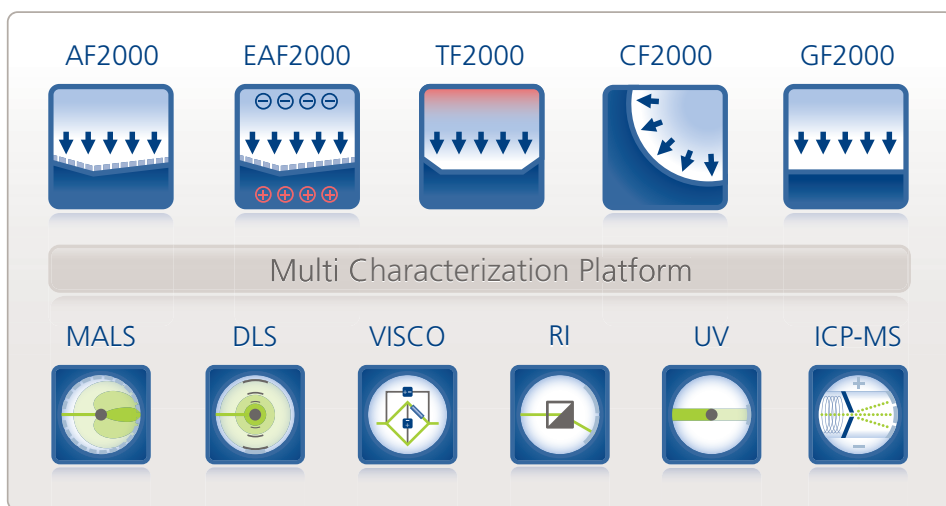 AF2000 EAF2000 TF2000 CF2000 GF2000
Multi Characterization Platform
MALS DLS VISCO RI UV ICP-MS